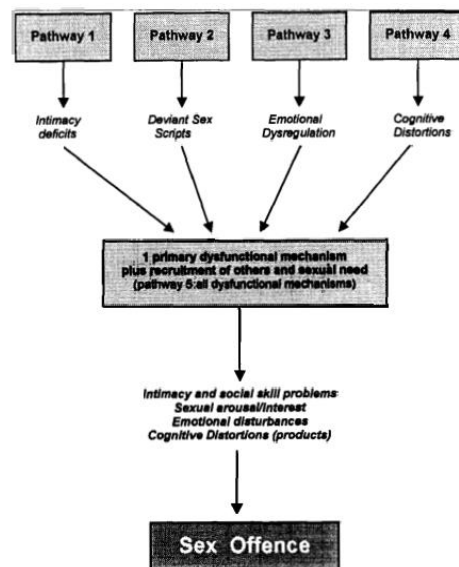 Pathway 1
Pathway 2
Pathway 3
Pathway 4
Intimacy
deficits
Deviant Sex
Scripts
Emotional
Dysregulation
Cognitive
Distortions
1 primary dysfunctional mechanism
plus recruitment of others and sexual need
(pathway 5:all dysfunctional mechanisms)
Intimacy and social skill problems
Sexual arousal/interest
Emotional disturbances
Cognitive Distortions (products)
Sex Offence